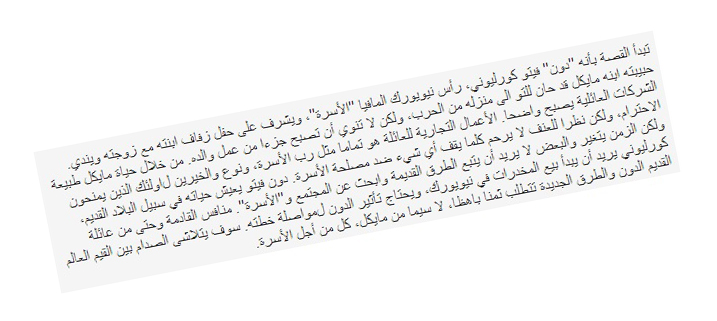 تبدأ القصة بأنه "دون" فيتو كورليوني، رأس نيويورك المافيا "الأسرة"، ويشرف على حفل زفاف ابنته مع زوجته ويندي.
حبيبته ابنه مايكل قد حان للتو الى منزله من الحرب، ولكن لا تنوي أن تصبح جزءا من عمل والده. من خلال حياة مايكل طبيعة
الشركات العائلية يصبح واضحا. الأعمال التجارية للعائلة هو تماما مثل رب الأسرة، ونوع والخيرين لاولئك الذين يمنحون
الاحترام، ولكن نظرا للعنف لا يرحم كلما يقف أي شيء ضد مصلحة الأسرة. دون فيتو يعيش حياته في سبيل البلاد القديم،
ولكن الزمن يتغير والبعض لا يريد أن يتبع الطرق القديمة وابحث عن المجتمع و"الأسرة". منافس القادمة وحتى من عائلة
كورليوني يريد أن يبدأ بيع المخدرات في نيويورك، ويحتاج تأثير الدون لمواصلة خطته. سوف يتلاشى الصدام بين القيم العالم
القديم الدون والطرق الجديدة تتطلب ثمنا باهظا، لا سيما من مايكل، كل من أجل الأسرة.